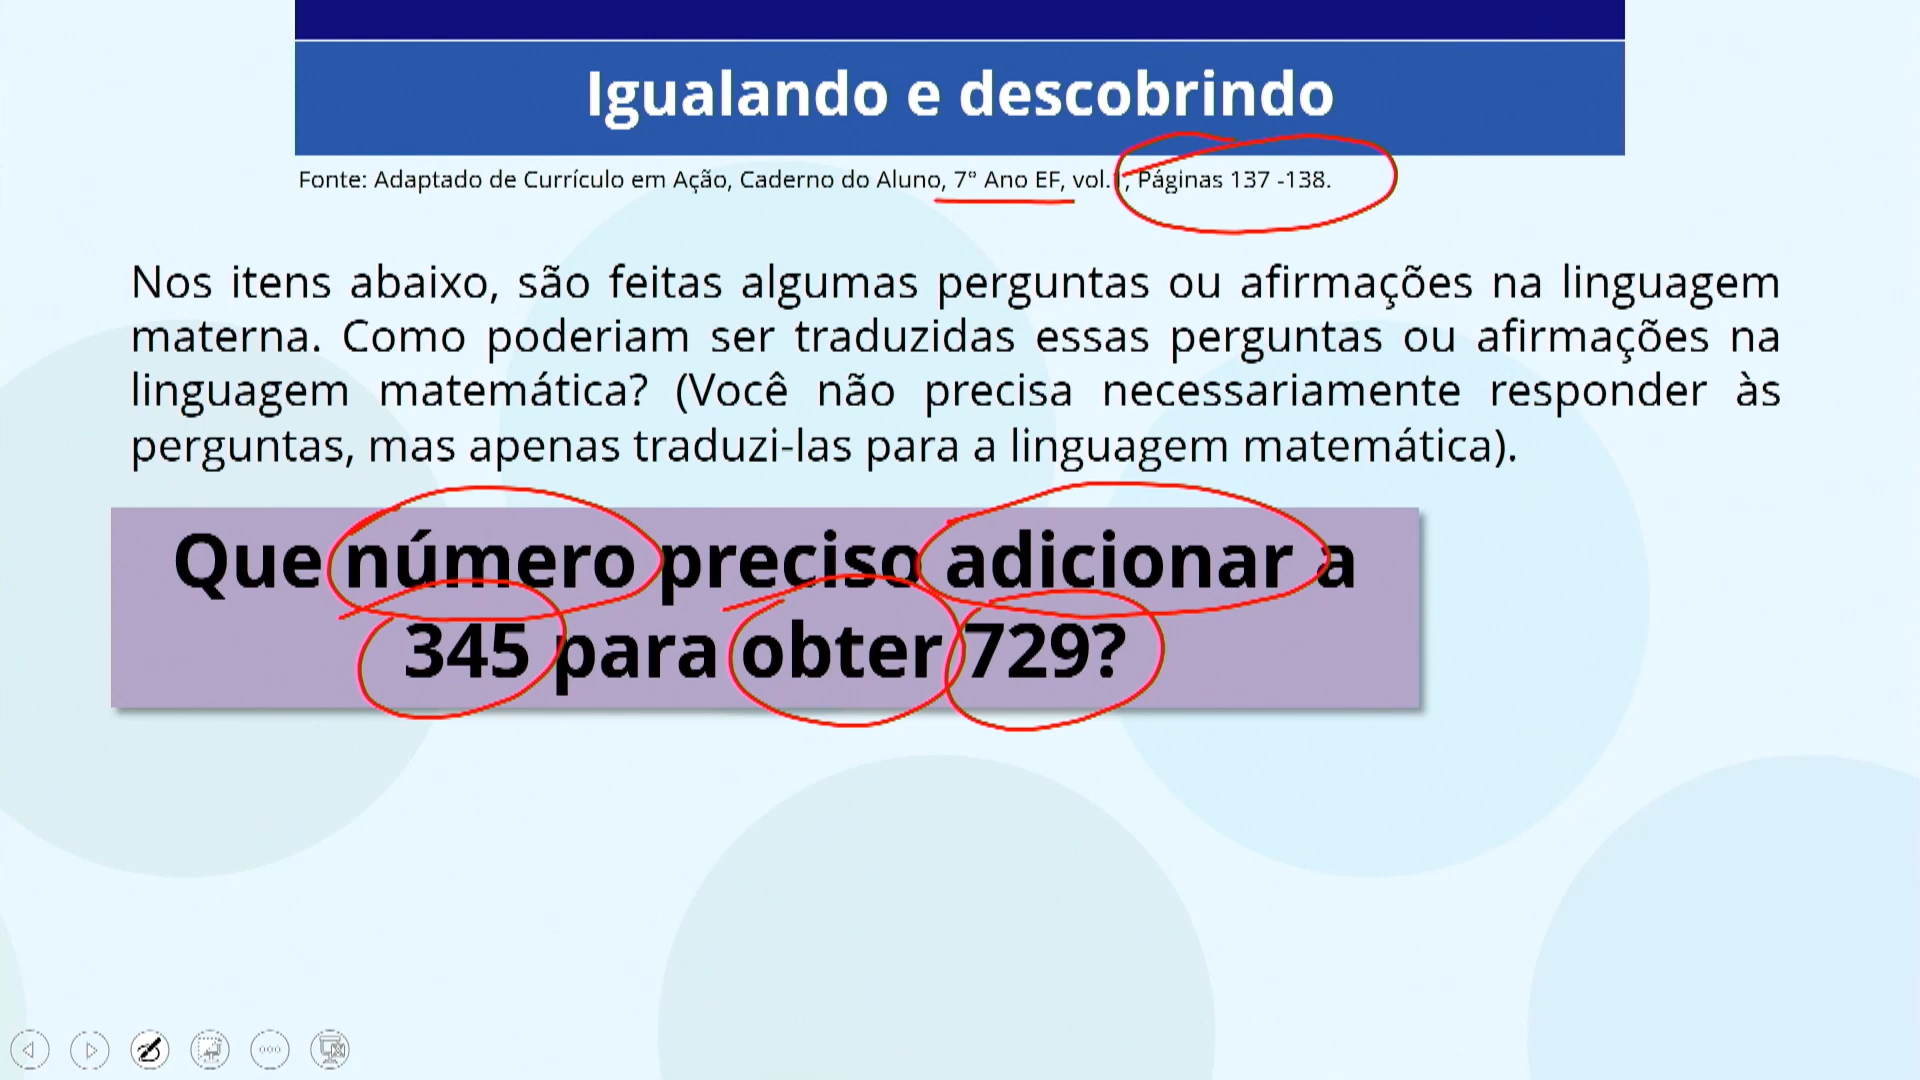 Igualando e descobrindo
Fonte: Adaptado de Currículo em Ação, Caderno do Aluno, 7° Ano EF, vol.1, Páginas 137 -138.
Nos itens abaixo, são feitas algumas perguntas ou afirmações na linguagem
materna. Como poderiam ser traduzidas essas perguntas ou afirmações na
linguagem matemática? (Você não precisa necessariamente responder às
perguntas, mas apenas traduzi-las para a linguagem matemática).
Que número preciso adicionar a
345 para obter 729?